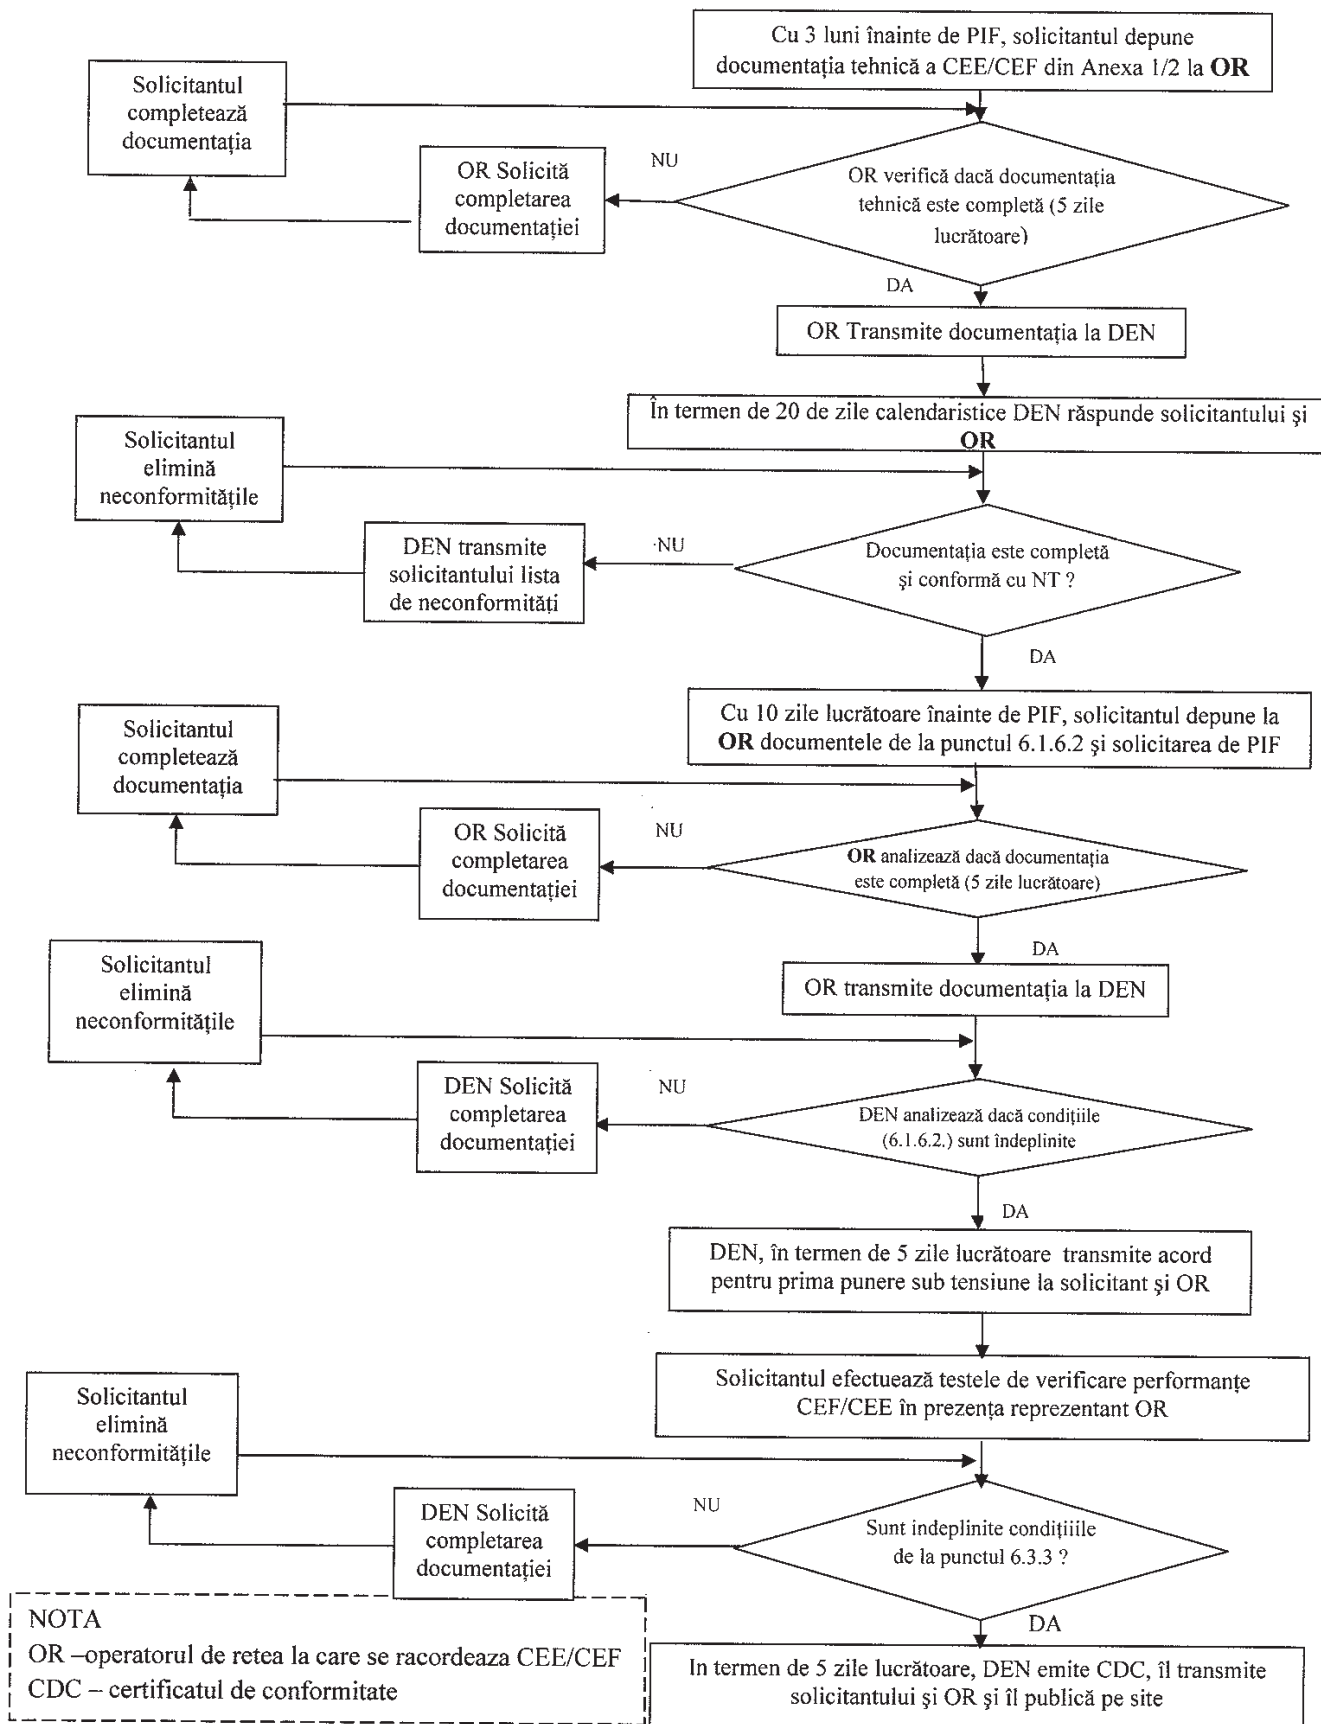 Cu 3 luni înainte de PIF, solicitantul depune
documentația tehnică a CEE/CEF din Anexa 1/2 la OR
Solicitantul
completează
documentația
OR Solicită
completarea
documentației
NU
OR verifică dacă documentația
tehnică este completă (5 zile
lucrătoare)
DA
OR Transmite documentația la DEN
În termen de 20 de zile calendaristice DEN răspunde solicitantului şi
OR
Solicitantul
elimină
neconformitățile
DEN transmite
solicitantului lista
de neconformități
NU
Documentația este completă
şi conformă cu NT ?
DA
Cu 10 zile lucrătoare înainte de PIF, solicitantul depune la
OR documentele de la punctul 6.1.6.2 şi solicitarea de PIF
Solicitantul
completează
documentația
OR Solicită
completarea
documentației
NU
OR analizează dacă documentația
este completă (5 zile lucrătoare)
DA
OR transmite documentația la DEN
Solicitantul
elimină
neconformitățile
DEN Solicită
completarea
documentației
NU
DEN analizează dacă condițiile
(6.1.6.2.) sunt îndeplinite
DA
DEN, în termen de 5 zile lucrătoare transmite acord
pentru prima punere sub tensiune la solicitant şi OR
Solicitantul efectuează testele de verificare performanțe
CEF/CEE în prezența reprezentant OR
Solicitantul
elimină
neconformitățile
DEN Solicită
completarea
documentației
NU
Sunt indeplinite condițiiile
de la punctul 6.3.3 ?
DA
In termen de 5 zile lucrătoare, DEN emite CDC, îl transmite
solicitantului şi OR şi îl publică pe site
NOTA
OR –operatorul de retea la care se racordeaza CEE/CEF
CDC – certificatul de conformitate